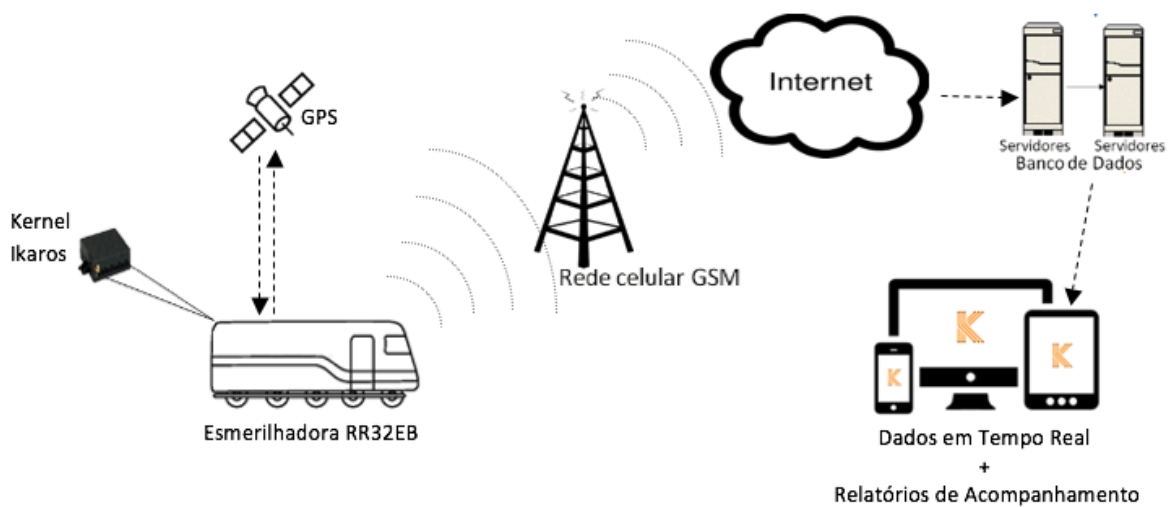 GPS
Internet
Servidores
Servidores
Banco de Dados
Kernel
Ikaros
Rede celular GSM
Esmerilhadora RR32EB
K
K
K
Dados em Tempo Real
+
Relatórios de Acompanhamento